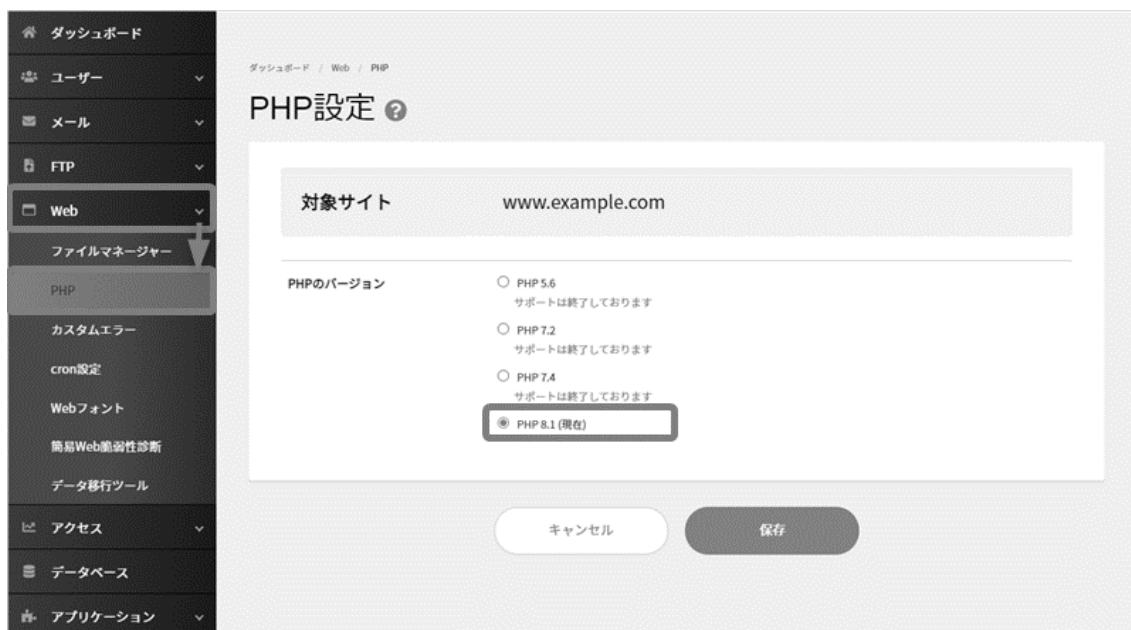 ダッシュボード
ユーザー
メール
FTP
Web
ファイルマネージャー
PHP
カスタムエラー
cron設定
Webフォント
簡易Web脆弱性診断
データ移行ツール
アクセス
データベース
アプリケーション
ダッシュボード / Web / PHP
PHP設定 ?
対象サイト www.example.com
PHPのバージョン
PHP 5.6
サポートは終了しております
PHP 7.2
サポートは終了しております
PHP 7.4
サポートは終了しております
PHP 8.1 (現在)
キャンセル 保存